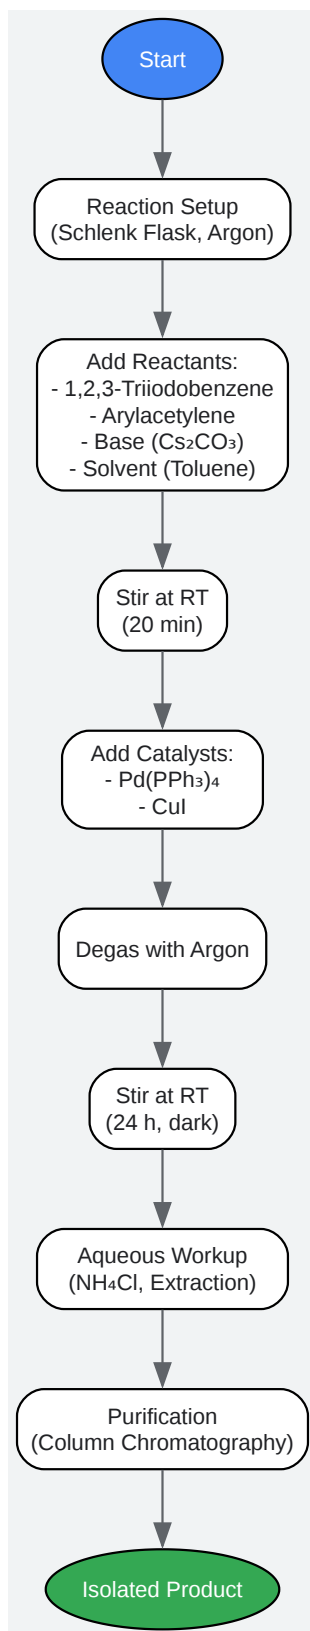 Start
Reaction Setup
(Schlenk Flask, Argon)
Add Reactants:
- 1,2,3-Triiodobenzene
- Arylacetylene
- Base (Cs₂CO₃)
- Solvent (Toluene)
Stir at RT
(20 min)
Add Catalysts:
- Pd(PPh₃)₄
- CuI
Degas with Argon
Stir at RT
(24 h, dark)
Aqueous Workup
(NH₄Cl, Extraction)
Purification
(Column Chromatography)
Isolated Product